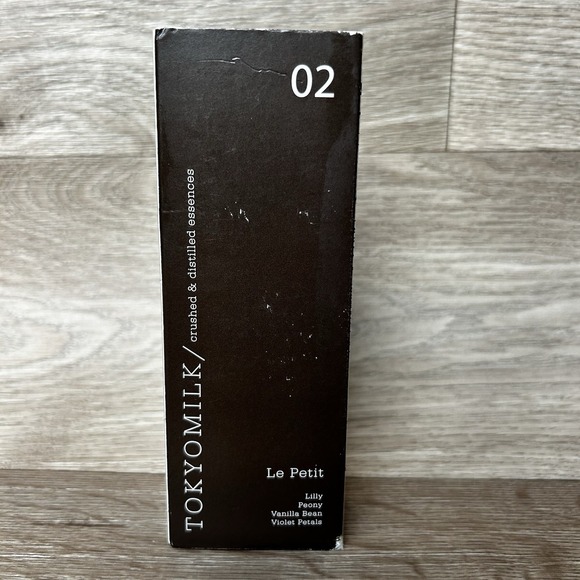 02
TOKYOMILK/crushed & distilled essences
Le Petit
Lilly
Peony
Vanilla Bean
Violet Petals